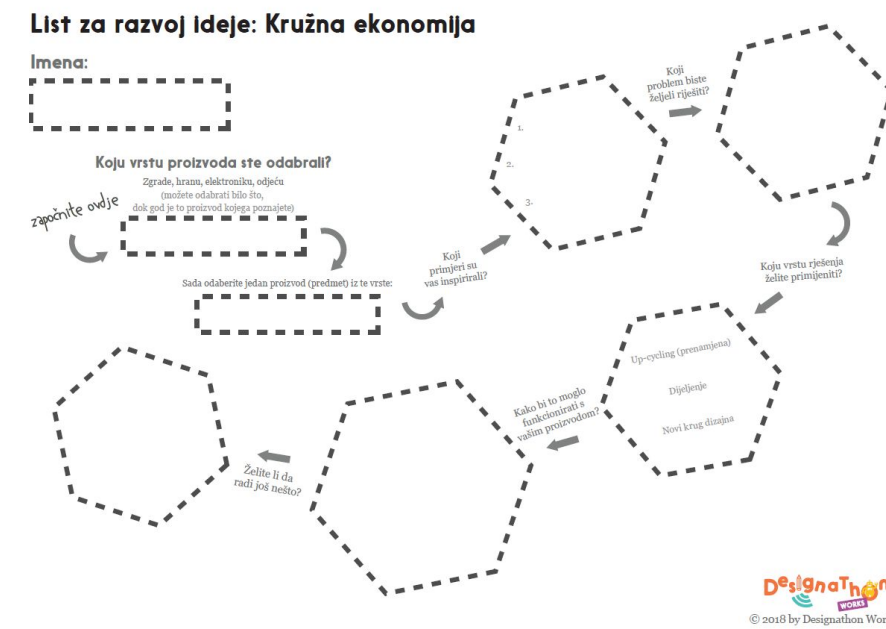 List za razvoj ideje: Kružna ekonomija
Imena:
Koju vrstu proizvoda ste odabrali?
Zgrade, hranu, elektroniku, odjeću
(možete odabrati bilo što,
dok god je to proizvod kojega poznajete)
započnite ovdje
Sada odaberite jedan proizvod (predmet) iz te vrste:
Koji
primjeri su
vas inspirirali?
1.
2.
3.
Koji
problem biste
željeli riješiti?
Koju vrstu rješenja
želite primijeniti?
Up-cycling (prenamjena)
Dijeljenje
Novi krug dizajna
Kako bi to moglo
funkcionirati s
vašim proizvodom?
Želite li da
radi još nešto?
Designathon
WORKS
© 2018 by Designathon Wor